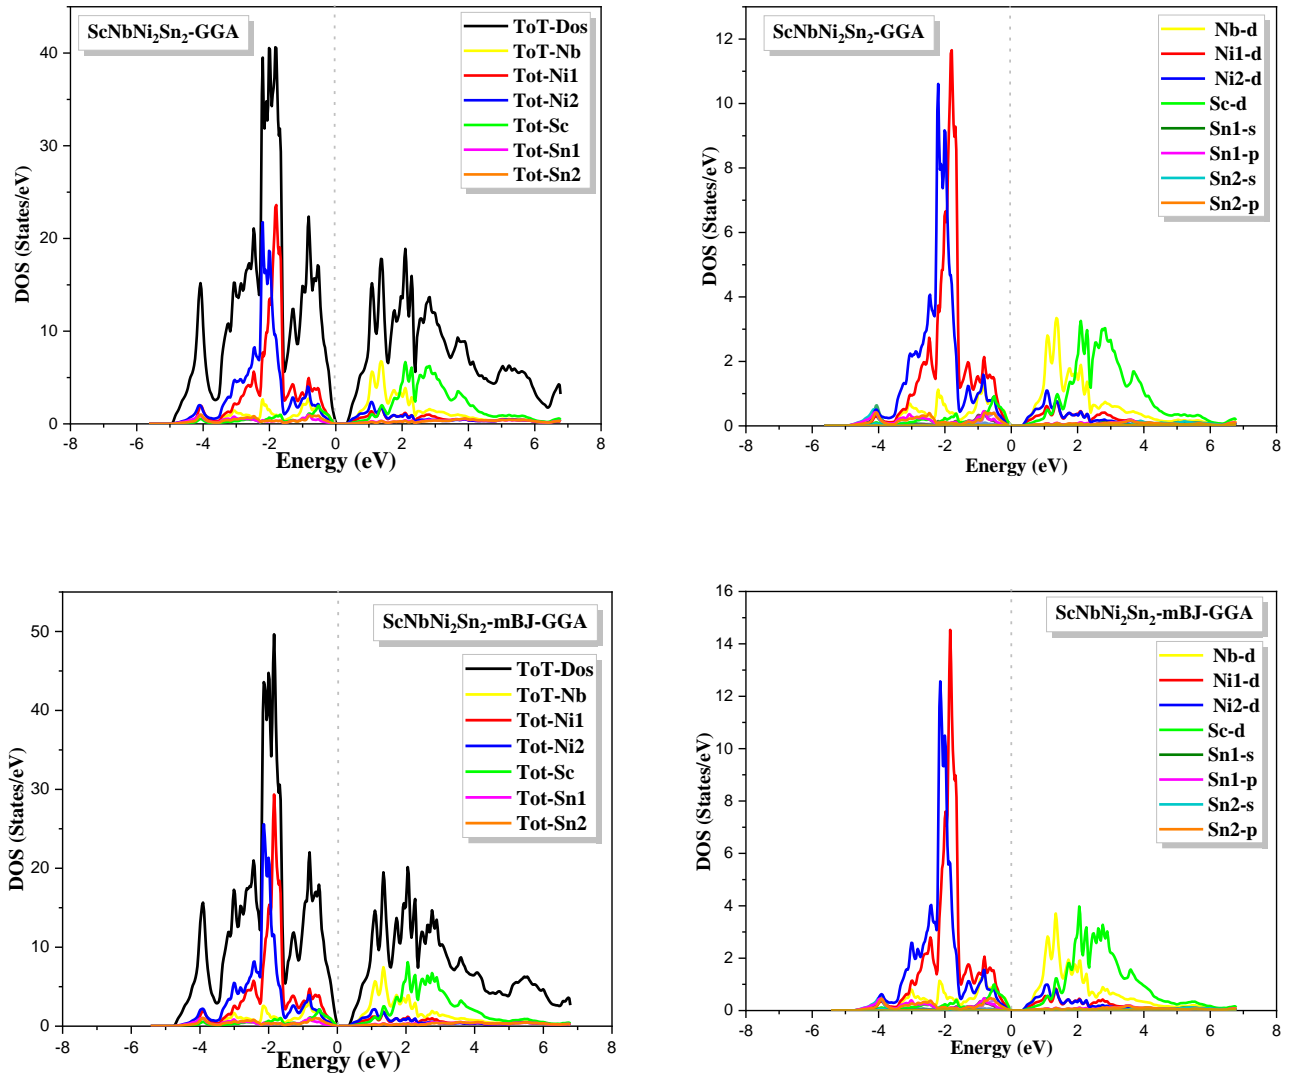 ScNbNi₂Sn₂-GGA
ToT-Dos
ToT-Nb
Tot-Ni1
Tot-Ni2
Tot-Sc
Tot-Sn1
Tot-Sn2
DOS (States/eV)
40
30
20
10
0
-8
-6
-4
-2
0
2
4
6
8
Energy (eV)
ScNbNi₂Sn₂-GGA
Nb-d
Ni1-d
Ni2-d
Sc-d
Sn1-s
Sn1-p
Sn2-s
Sn2-p
DOS (States/eV)
12
10
8
6
4
2
0
-8
-6
-4
-2
0
2
4
6
8
Energy (eV)
ScNbNi₂Sn₂-mBJ-GGA
ToT-Dos
ToT-Nb
Tot-Ni1
Tot-Ni2
Tot-Sc
Tot-Sn1
Tot-Sn2
DOS (States/eV)
50
40
30
20
10
0
-8
-6
-4
-2
0
2
4
6
8
Energy (eV)
ScNbNi₂Sn₂-mBJ-GGA
Nb-d
Ni1-d
Ni2-d
Sc-d
Sn1-s
Sn1-p
Sn2-s
Sn2-p
DOS (States/eV)
16
14
12
10
8
6
4
2
0
-8
-6
-4
-2
0
2
4
6
8
Energy (eV)